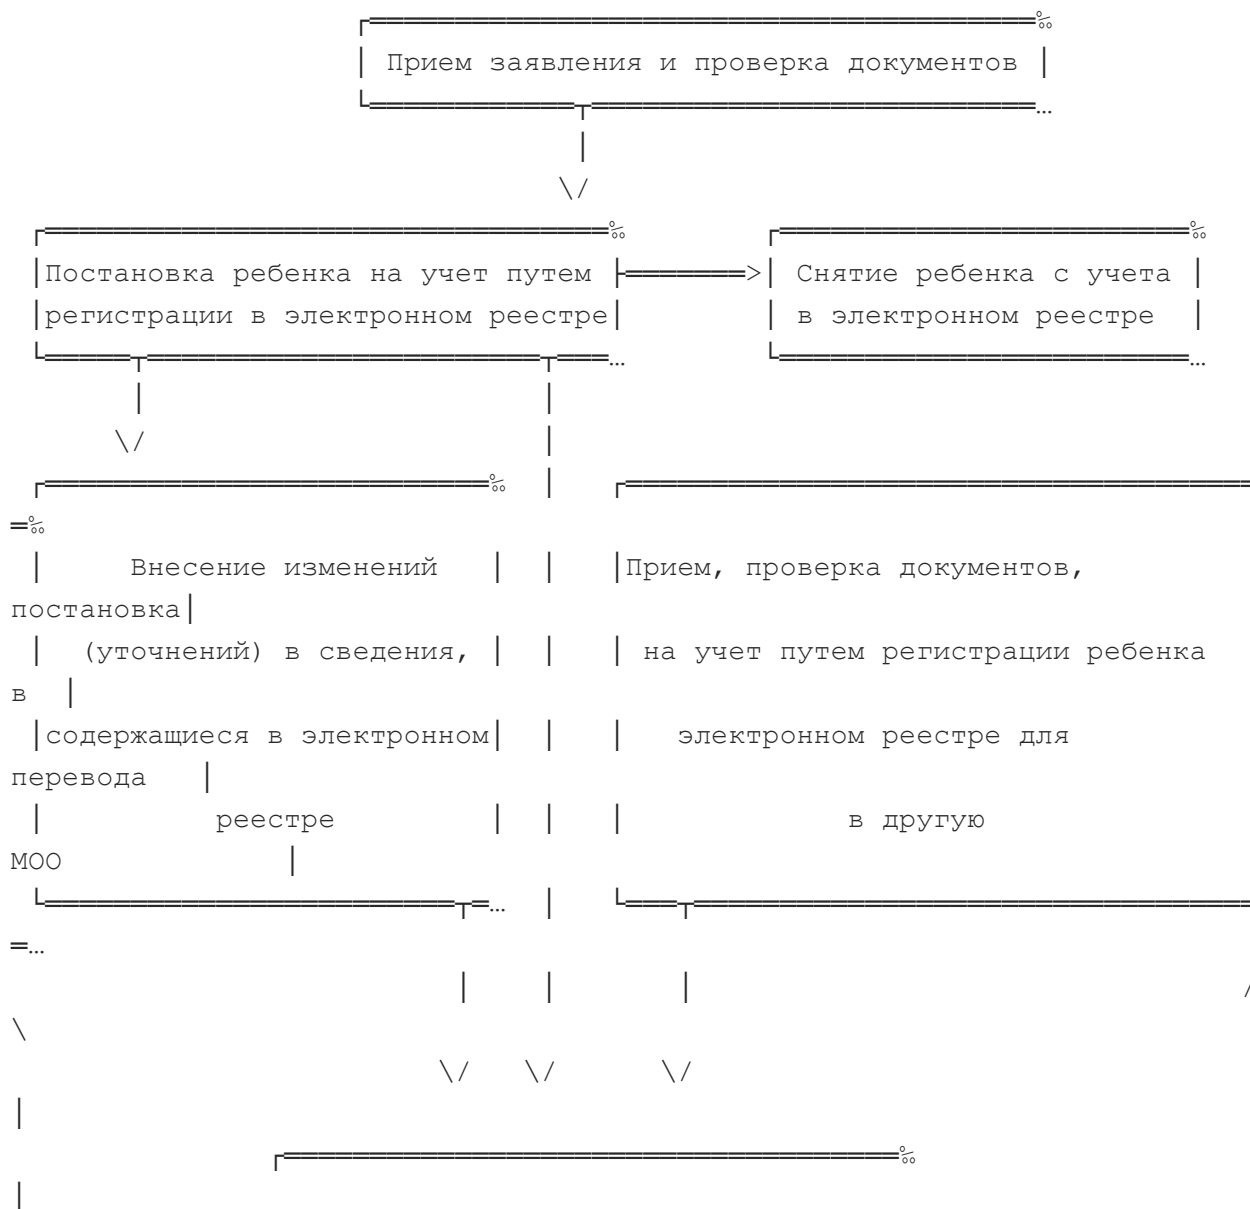 Прием заявления и проверка документов
Постановка ребенка на учет путем
Снятие ребенка с учета
регистрации в электронном реестре
в электронном реестре
Внесение изменений
Прием, проверка документов,
постановка
(уточнений) в сведения,
на учет путем регистрации ребенка
в
содержащиеся в электронном
электронном реестре для
перевода
реестре
в другую
МОО